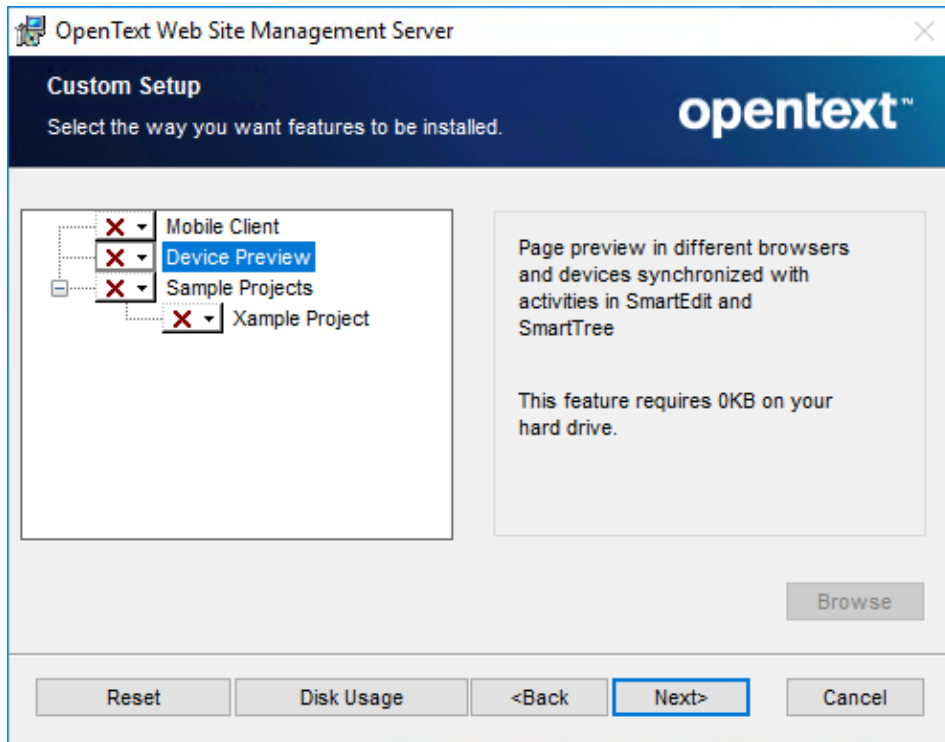 OpenText Web Site Management Server
Custom Setup
Select the way you want features to be installed.
opentext™
Mobile Client
Device Preview
Sample Projects
Xample Project
Page preview in different browsers
and devices synchronized with
activities in SmartEdit and
SmartTree
This feature requires 0KB on your
hard drive.
Browse
Reset
Disk Usage
<Back
Next>
Cancel